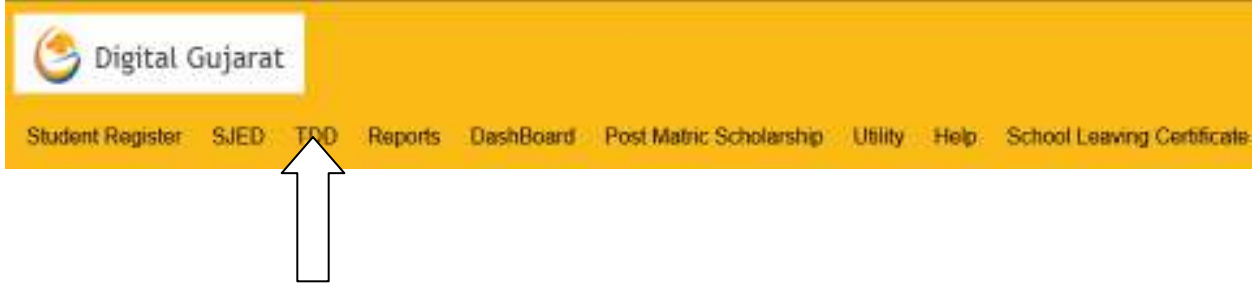 Digital Gujarat
Student Register SJED TDD Reports DashBoard Post Matric Scholarship Utility Help School Leaving Certificate